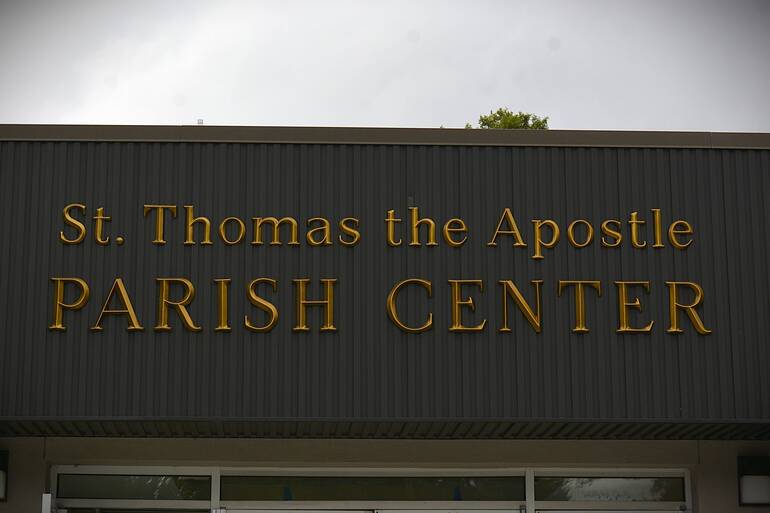 St. Thomas the Apostle
PARISH CENTER